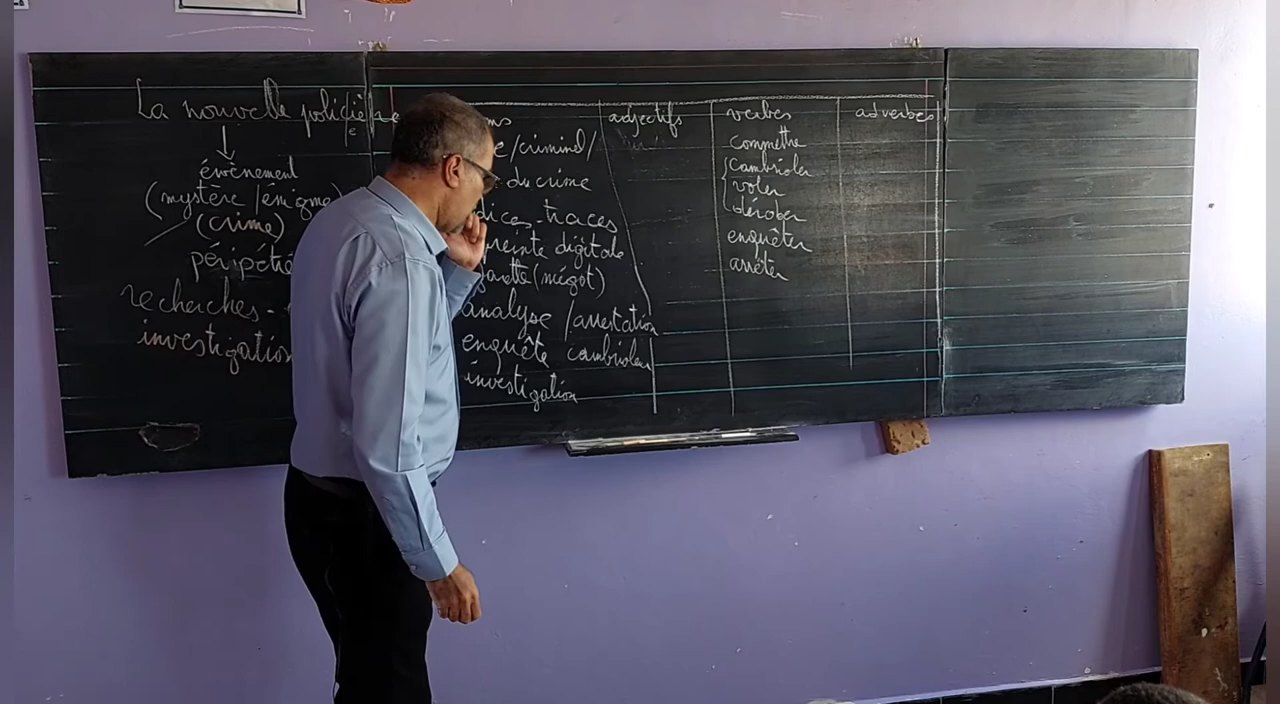 La nouvelle policière
évènement
(mystère / énigme)
(crime)
péripétie
recherches -
investigation
adjectifs
verbes
adverbes
/criminel/
du crime
traces
digitale
(mégot)
analyse / arrestation
enquête cambrioleur
investigation
commettre
cambrioler
voler
dérober
enquêter
arrêter